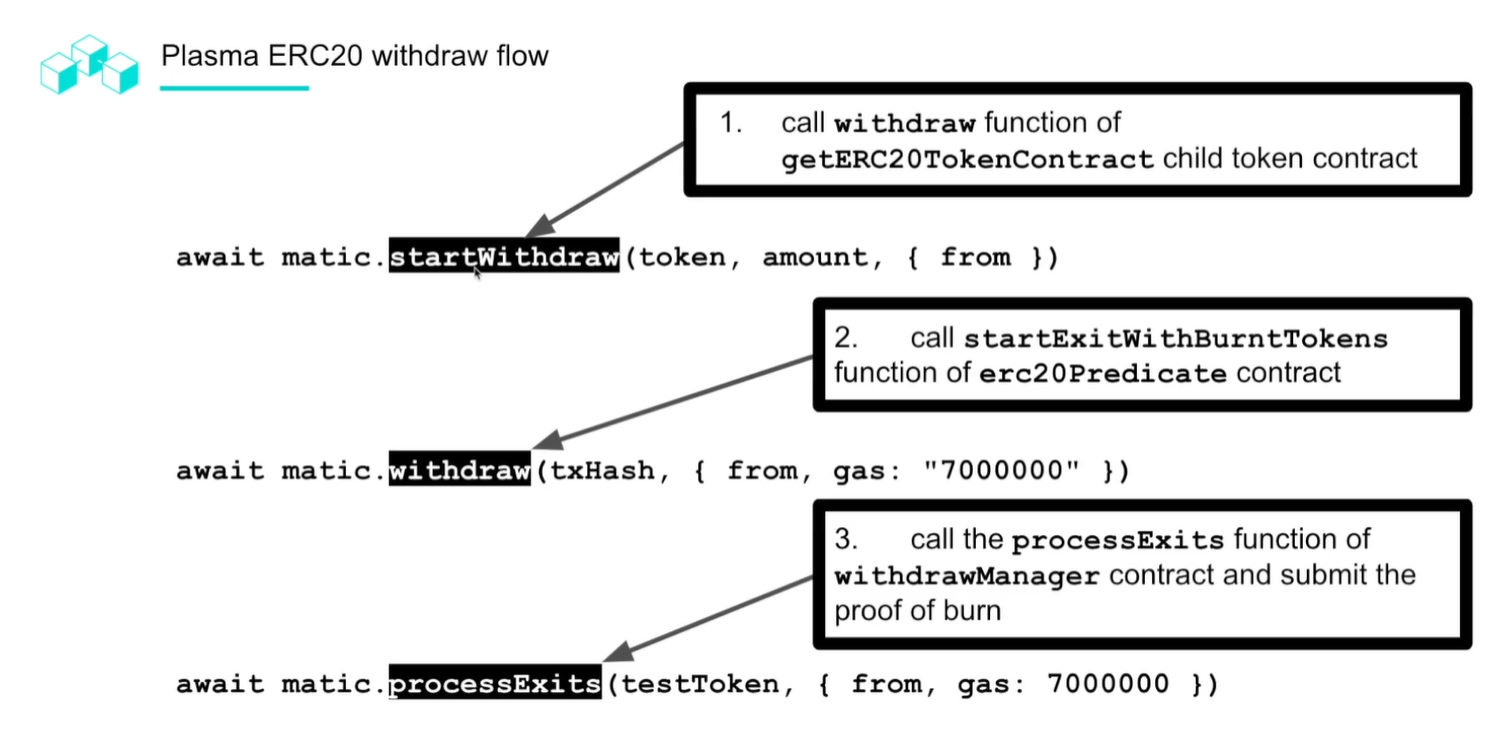 Plasma ERC20 withdraw flow
1. call withdraw function of
getERC20TokenContract child token contract
await matic.startWithdraw(token, amount, { from })
2. call startExitWithBurntTokens
function of erc20Predicate contract
await matic.withdraw(txHash, { from, gas: "7000000" })
3. call the processExits function of
withdrawManager contract and submit the
proof of burn
await matic.processExits(testToken, { from, gas: 7000000 })